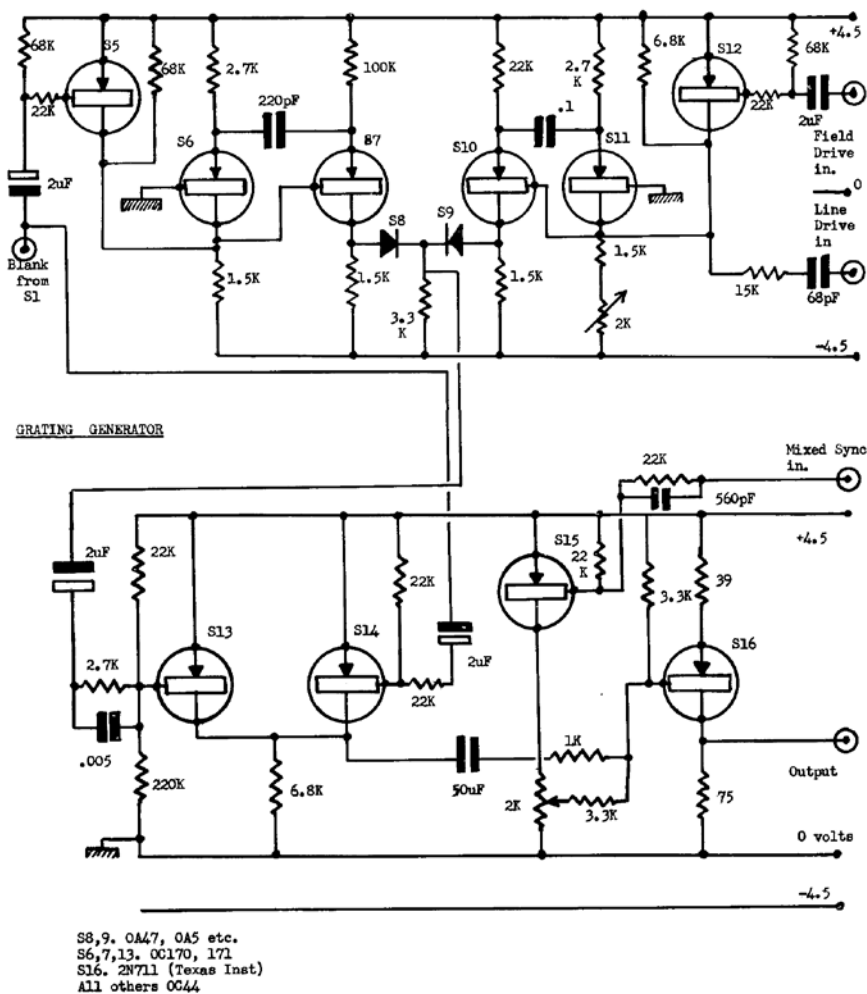 +4.5
68K
S5
68K
2.7K
100K
22K
2.7
K
6.8K
S12
68K
22K
220pF
.1
22K
2uF
Field
Drive
in.
S6
S7
S10
S11
2uF
S8
S9
0
Line
Drive
in
Blank
from
S1
1.5K
1.5K
3.3
K
1.5K
1.5K
2K
15K
68pF
-4.5
GRATING GENERATOR
Mixed Sync
in.
22K
560pF
+4.5
2uF
22K
22K
S15
22
K
3.3K
39
S13
S14
S16
2.7K
2uF
22K
.005
1K
Output
220K
6.8K
50uF
2K
3.3K
75
0 volts
-4.5
S8,9. OA47, OA5 etc.
S6,7,13. OC170, 171
S16. 2N711 (Texas Inst)
All others OC44